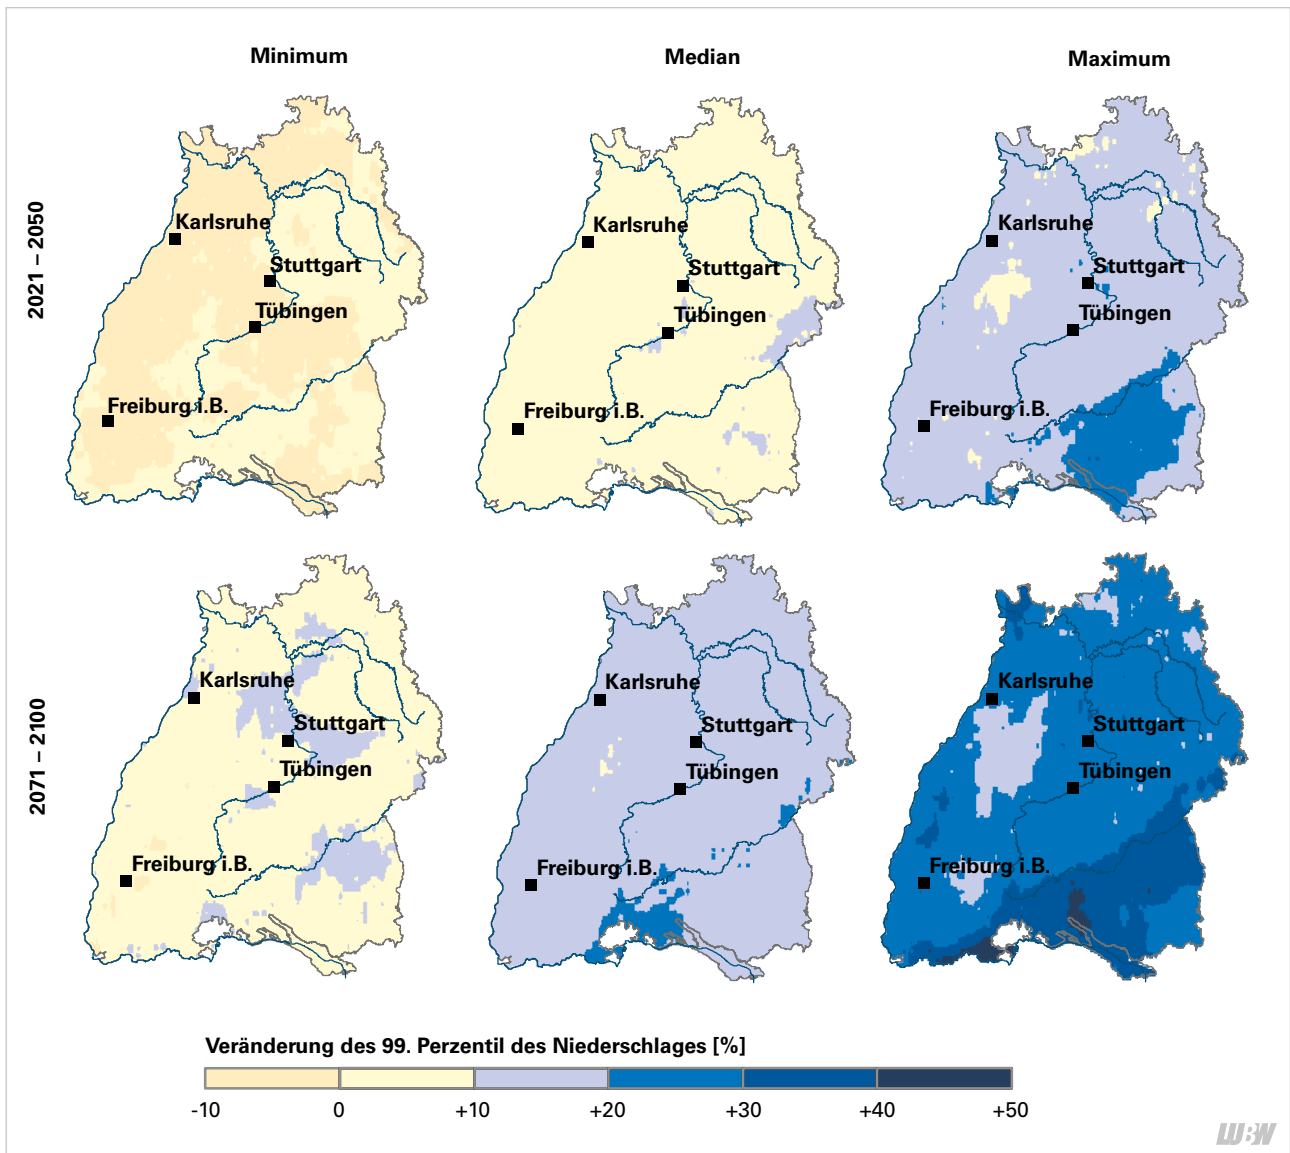 Minimum
Median
Maximum
2021 – 2050
Karlsruhe
Stuttgart
Tübingen
Freiburg i.B.
Karlsruhe
Stuttgart
Tübingen
Freiburg i.B.
Karlsruhe
Stuttgart
Tübingen
Freiburg i.B.
2071 – 2100
Karlsruhe
Stuttgart
Tübingen
Freiburg i.B.
Karlsruhe
Stuttgart
Tübingen
Freiburg i.B.
Karlsruhe
Stuttgart
Tübingen
Freiburg i.B.
Veränderung des 99. Perzentil des Niederschlages [%]
-10 0 +10 +20 +30 +40 +50
LUBW